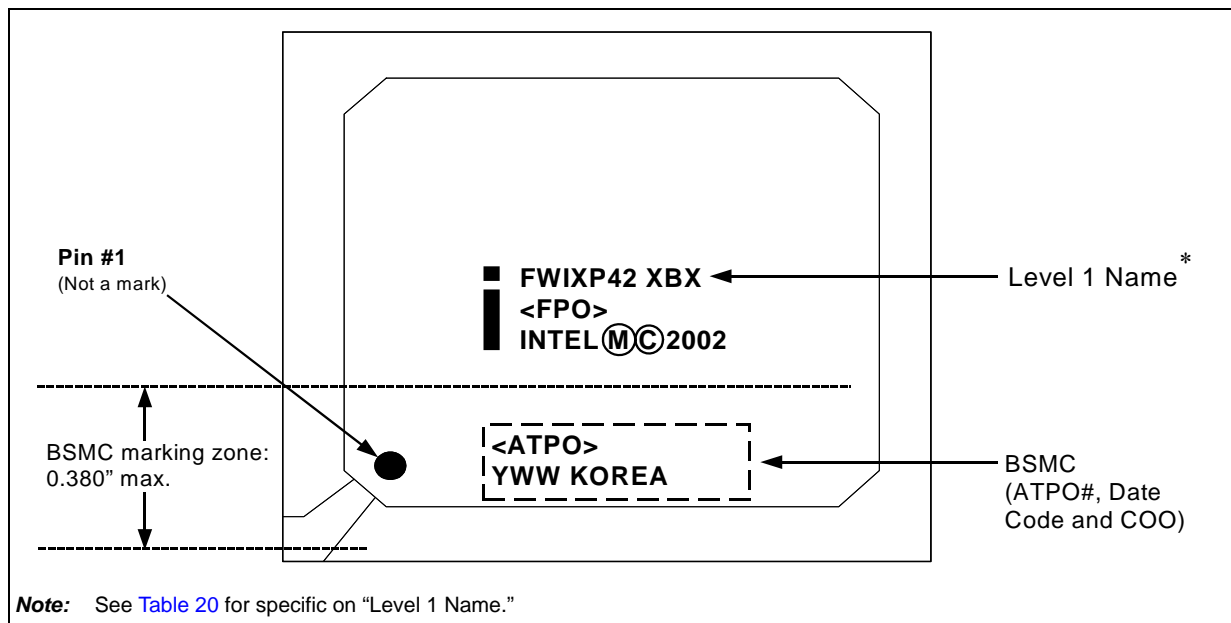 Pin #1
(Not a mark)
FWIXP42 XBX
<FPO>
INTEL Ⓜ©2002
Level 1 Name*
BSMC marking zone:
0.380” max.
<ATPO>
YWW KOREA
BSMC
(ATPO#, Date
Code and COO)
Note: See Table 20 for specific on “Level 1 Name.”